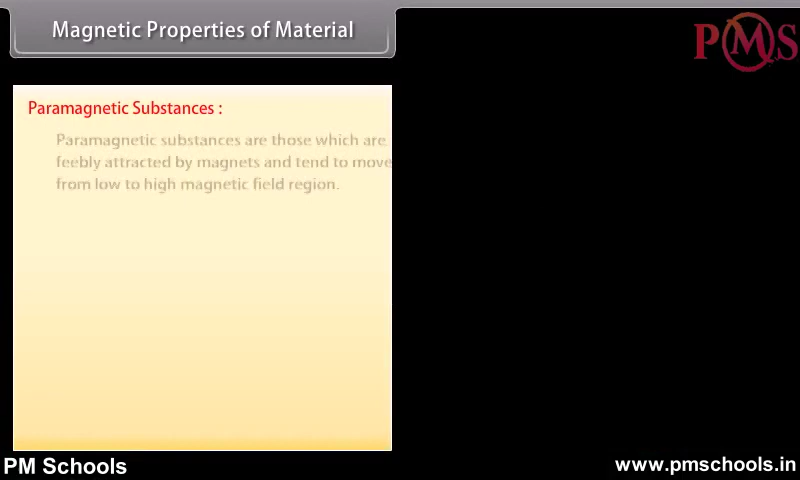 Magnetic Properties of Material
PMS
Paramagnetic Substances :
Paramagnetic substances are those which are
feebly attracted by magnets and tend to move
from low to high magnetic field region.
PM Schools
www.pmschools.in